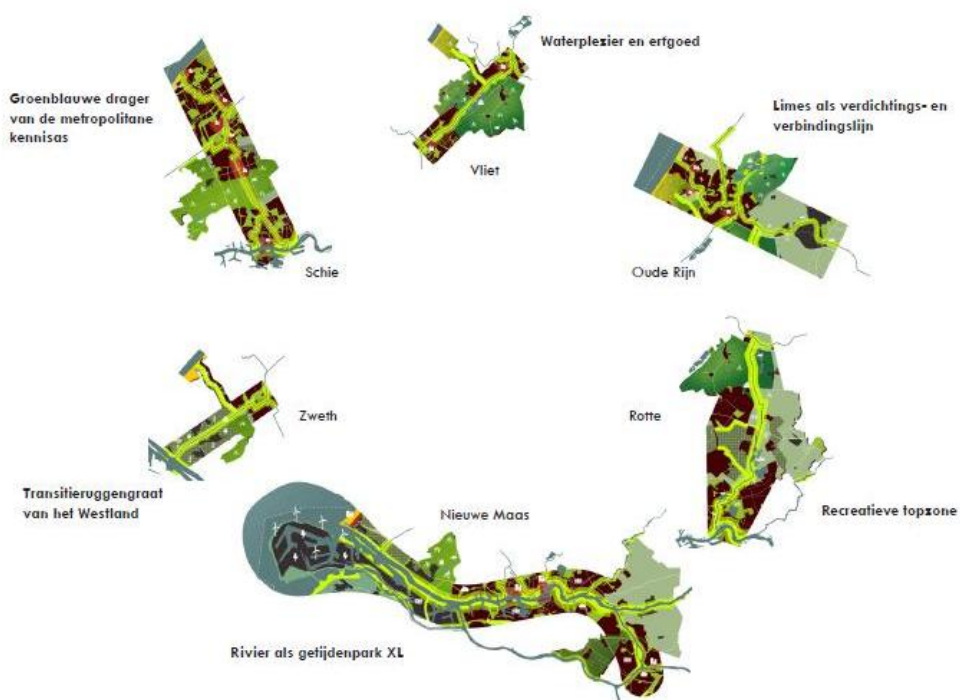 Waterplezier en erfgoed
Groenblauwe drager
van de metropolitane
kennisas
Limes als verdichtings- en
verbindingslijn
Vliet
Schie
Oude Rijn
Zweth
Rotte
Transitieruggengraat
van het Westland
Nieuwe Maas
Recreatieve topzone
Rivier als getijdenpark XL